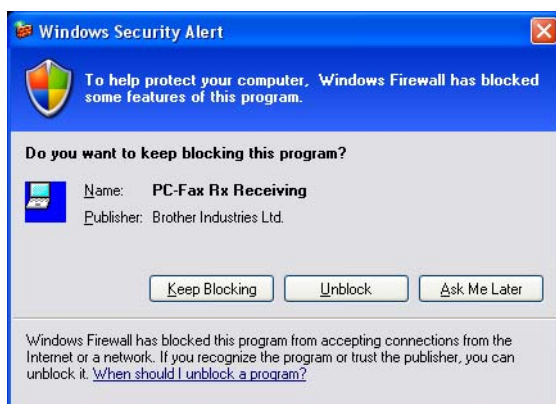 Windows Security Alert
To help protect your computer, Windows Firewall has blocked
some features of this program.
Do you want to keep blocking this program?
Name: PC-Fax Rx Receiving
Publisher: Brother Industries Ltd.
Keep Blocking Unblock Ask Me Later
Windows Firewall has blocked this program from accepting connections from the
Internet or a network. If you recognize the program or trust the publisher, you can
unblock it. When should I unblock a program?